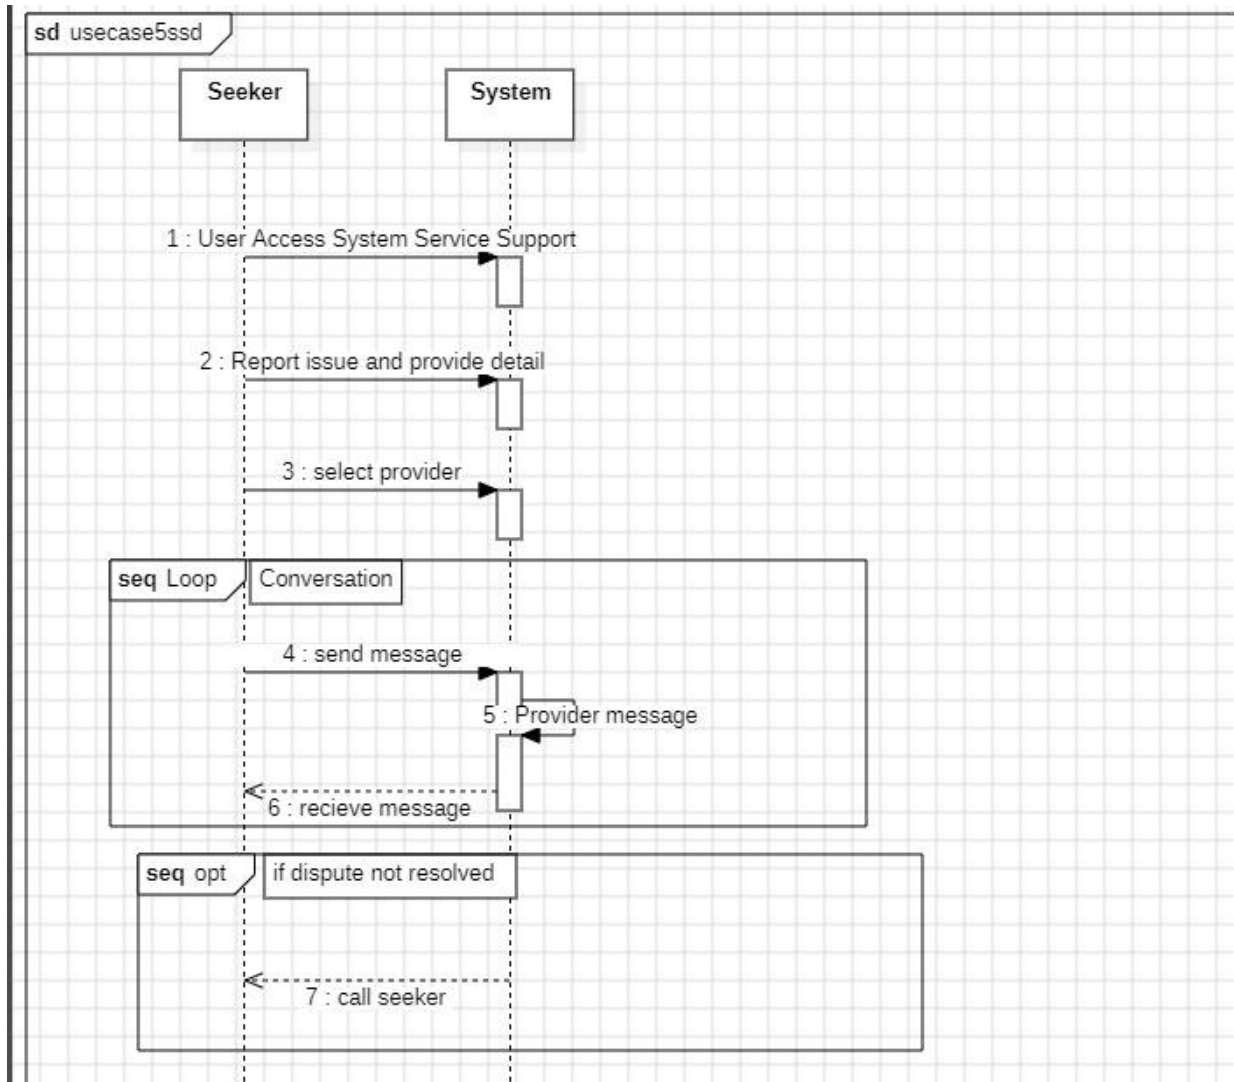 sd usecase5ssd
Seeker
System
1 : User Access System Service Support
2 : Report issue and provide detail
3 : select provider
seq Loop
Conversation
4 : send message
5 : Provider message
6 : recieve message
seq opt
if dispute not resolved
7 : call seeker